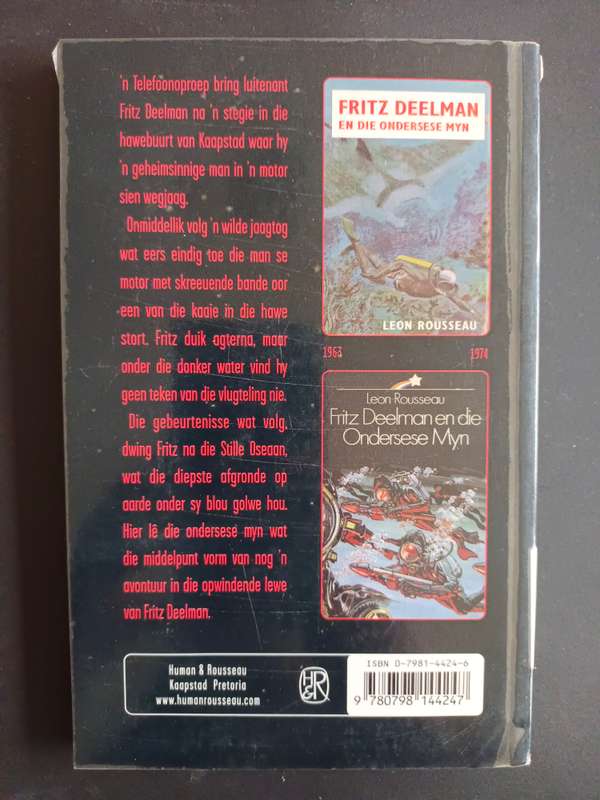 'n Telefoonoproep bring luitenant
Fritz Deelman na 'n stegie in die
hawebuurt van Kaapstad waar hy
'n geheimsinnige man in 'n motor
sien wegjaag.
Onmiddellik volg 'n wilde jaagtog
wat eers eindig toe die man se
motor met skreeuende bande oor
een van die kaaie in die hawe
stort. Fritz duik agterna, maar
onder die donker water vind hy
geen teken van die vlugteling nie.
Die gebeurtenisse wat volg,
dwing Fritz na die Stille Oseaan,
wat die diepste afgronde op
aarde onder sy blou golwe hou.
Hier lê die ondersese myn wat
die middelpunt vorm van nog 'n
avontuur in die opwindende lewe
van Fritz Deelman.
FRITZ DEELMAN
EN DIE ONDERSESE MYN
LEON ROUSSEAU
1963 1974
Leon Rousseau
Fritz Deelman en die
Ondersese Myn
Human & Rousseau
Kaapstad Pretoria
www.humanrousseau.com
H&R
ISBN 0-7981-4424-6
9 780798 144247